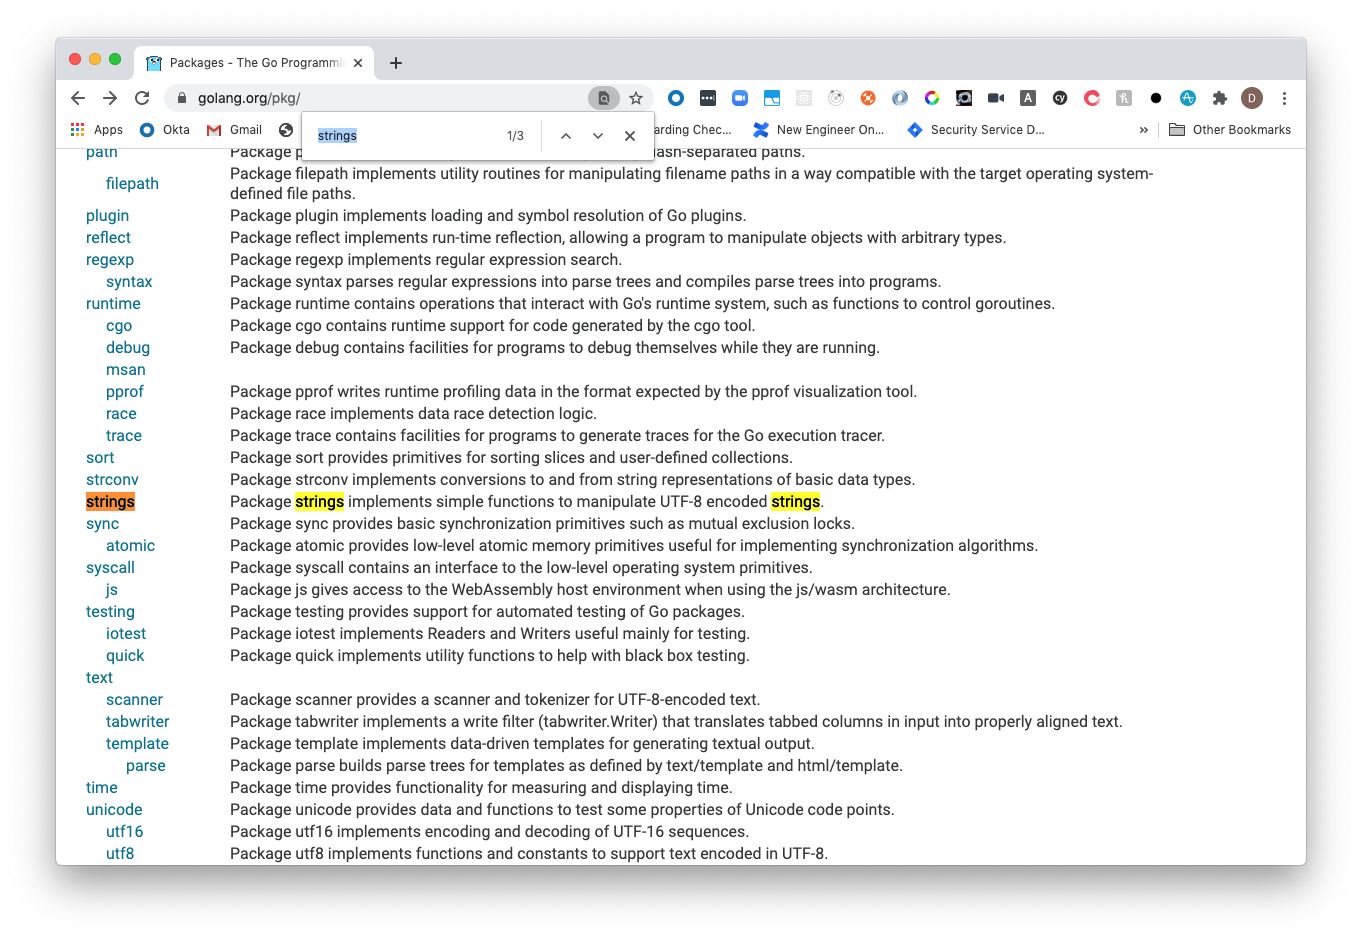 Packages - The Go Programmi
golang.org/pkg/
A
cy
D
Apps
Okta
Gmail
strings
1/3
arding Chec...
New Engineer On...
Security Service D...
»
Other Bookmarks
path
Package p
lash-separated paths.
filepath
Package filepath implements utility routines for manipulating filename paths in a way compatible with the target operating system-
defined file paths.
plugin
Package plugin implements loading and symbol resolution of Go plugins.
reflect
Package reflect implements run-time reflection, allowing a program to manipulate objects with arbitrary types.
regexp
Package regexp implements regular expression search.
syntax
Package syntax parses regular expressions into parse trees and compiles parse trees into programs.
runtime
Package runtime contains operations that interact with Go's runtime system, such as functions to control goroutines.
cgo
Package cgo contains runtime support for code generated by the cgo tool.
debug
Package debug contains facilities for programs to debug themselves while they are running.
msan
pprof
Package pprof writes runtime profiling data in the format expected by the pprof visualization tool.
race
Package race implements data race detection logic.
trace
Package trace contains facilities for programs to generate traces for the Go execution tracer.
sort
Package sort provides primitives for sorting slices and user-defined collections.
strconv
Package strconv implements conversions to and from string representations of basic data types.
strings
Package strings implements simple functions to manipulate UTF-8 encoded strings.
sync
Package sync provides basic synchronization primitives such as mutual exclusion locks.
atomic
Package atomic provides low-level atomic memory primitives useful for implementing synchronization algorithms.
syscall
Package syscall contains an interface to the low-level operating system primitives.
js
Package js gives access to the WebAssembly host environment when using the js/wasm architecture.
testing
Package testing provides support for automated testing of Go packages.
iotest
Package iotest implements Readers and Writers useful mainly for testing.
quick
Package quick implements utility functions to help with black box testing.
text
scanner
Package scanner provides a scanner and tokenizer for UTF-8-encoded text.
tabwriter
Package tabwriter implements a write filter (tabwriter.Writer) that translates tabbed columns in input into properly aligned text.
template
Package template implements data-driven templates for generating textual output.
parse
Package parse builds parse trees for templates as defined by text/template and html/template.
time
Package time provides functionality for measuring and displaying time.
unicode
Package unicode provides data and functions to test some properties of Unicode code points.
utf16
Package utf16 implements encoding and decoding of UTF-16 sequences.
utf8
Package utf8 implements functions and constants to support text encoded in UTF-8.